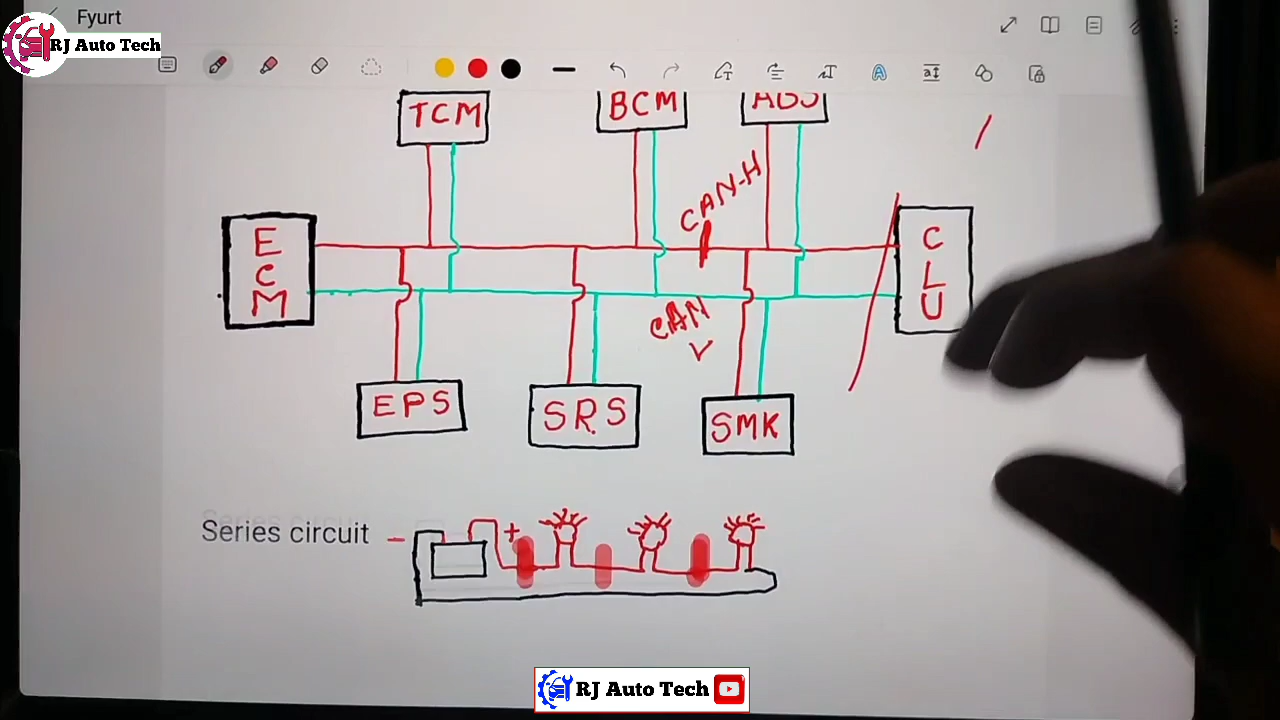 Fyurt
RJ Auto Tech
TCM
BCM
ABS
CAN-H
E
C
M
C
L
U
CAN
EPS
SRS
SMK
Series circuit
+
RJ Auto Tech